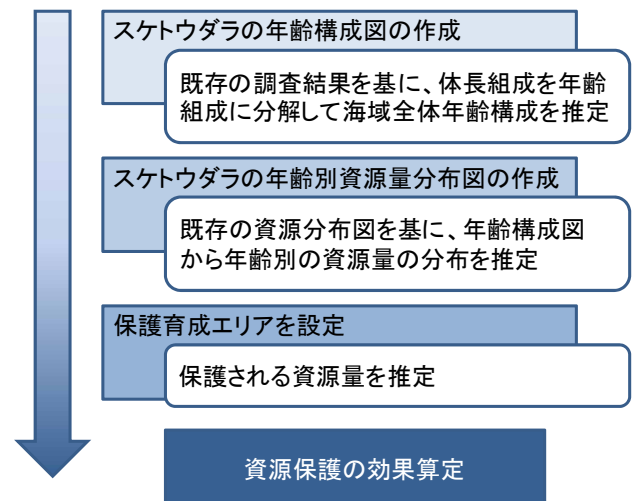 スケトウダラの年齢構成図の作成
既存の調査結果を基に、体長組成を年齢
組成に分解して海域全体年齢構成を推定
スケトウダラの年齢別資源量分布図の作成
既存の資源分布図を基に、年齢構成図
から年齢別の資源量の分布を推定
保護育成エリアを設定
保護される資源量を推定
資源保護の効果算定